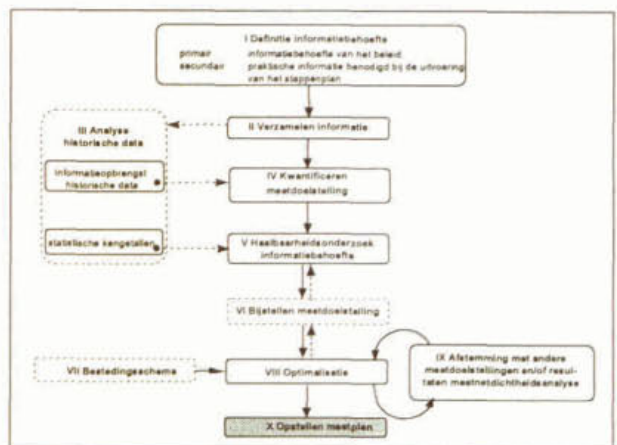 I Definitie informatiebehoefte
primair informatiebehoefte van het beleid
secundair praktische informatie benodigd bij de uitvoering
van het stappenplan
III Analyse
historische data
II Verzamelen informatie
informatieopbrengst
historische data
IV Kwantificeren
meetdoelstelling
statistische kengetallen
V Haalbaarheidsonderzoek
informatiebehoefte
VI Bijstellen meetdoelstelling
VII Bestedingsscheme
VIII Optimalisatie
IX Afstemming met andere
meetdoelstellingen en/of resul-
taten meetnetdichtheidsanalyse
X Opstellen meetplan